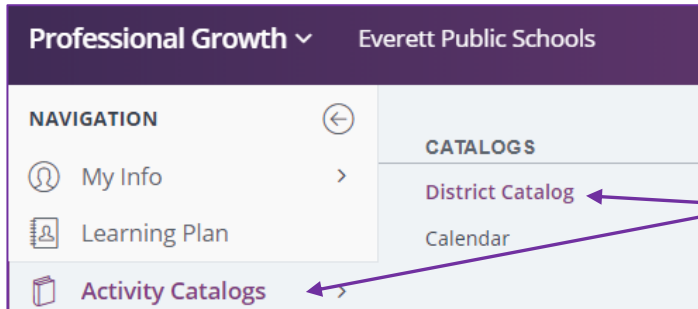 Professional Growth Everett Public Schools
NAVIGATION
My Info
Learning Plan
Activity Catalogs
CATALOGS
District Catalog
Calendar